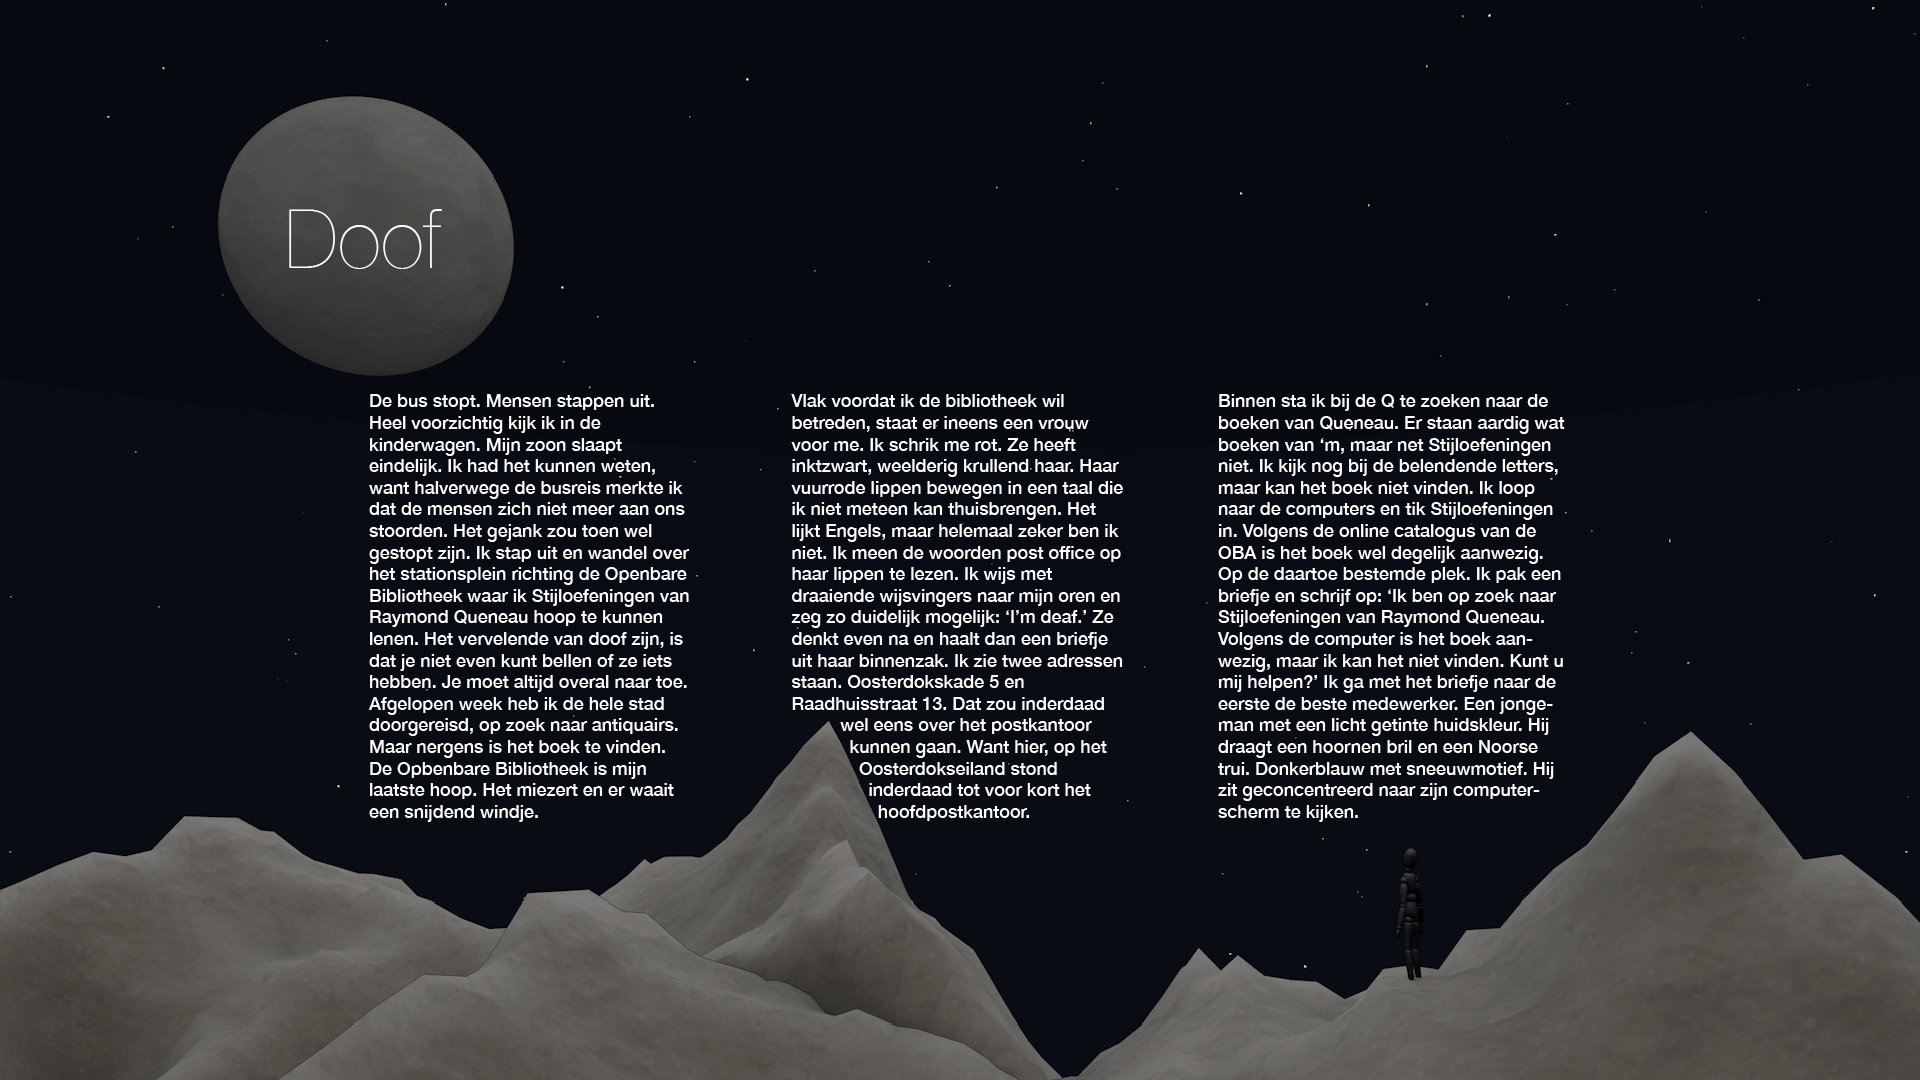 Doof
De bus stopt. Mensen stappen uit.
Heel voorzichtig kijk ik in de
kinderwagen. Mijn zoon slaapt
eindelijk. Ik had het kunnen weten,
want halverwege de busreis merkte ik
dat de mensen zich niet meer aan ons
stoorden. Het gejank zou toen wel
gestopt zijn. Ik stap uit en wandel over
het stationsplein richting de Openbare
Bibliotheek waar ik Stijloefeningen van
Raymond Queneau hoop te kunnen
lenen. Het vervelende van doof zijn, is
dat je niet even kunt bellen of ze iets
hebben. Je moet altijd overal naar toe.
Afgelopen week heb ik de hele stad
doorgereisd, op zoek naar antiquairs.
Maar nergens is het boek te vinden.
De Opbenbare Bibliotheek is mijn
laatste hoop. Het miezert en er waait
een snijdend windje.
Vlak voordat ik de bibliotheek wil
betreden, staat er ineens een vrouw
voor me. Ik schrik me rot. Ze heeft
inktzwart, weelderig krullend haar. Haar
vuurrode lippen bewegen in een taal die
ik niet meteen kan thuisbrengen. Het
lijkt Engels, maar helemaal zeker ben ik
niet. Ik meen de woorden post office op
haar lippen te lezen. Ik wijs met
draaiende wijsvingers naar mijn oren en
zeg zo duidelijk mogelijk: ‘I’m deaf.’ Ze
denkt even na en haalt dan een briefje
uit haar binnenzak. Ik zie twee adressen
staan. Oosterdokskade 5 en
Raadhuisstraat 13. Dat zou inderdaad
wel eens over het postkantoor
kunnen gaan. Want hier, op het
Oosterdokseiland stond
inderdaad tot voor kort het
hoofdpostkantoor.
Binnen sta ik bij de Q te zoeken naar de
boeken van Queneau. Er staan aardig wat
boeken van ‘m, maar net Stijloefeningen
niet. Ik kijk nog bij de belendende letters,
maar kan het boek niet vinden. Ik loop
naar de computers en tik Stijloefeningen
in. Volgens de online catalogus van de
OBA is het boek wel degelijk aanwezig.
Op de daartoe bestemde plek. Ik pak een
briefje en schrijf op: ‘Ik ben op zoek naar
Stijloefeningen van Raymond Queneau.
Volgens de computer is het boek aan-
wezig, maar ik kan het niet vinden. Kunt u
mij helpen?’ Ik ga met het briefje naar de
eerste de beste medewerker. Een jonge-
man met een licht getinte huidskleur. Hij
draagt een hoornen bril en een Noorse
trui. Donkerblauw met sneeuwmotief. Hij
zit geconcentreerd naar zijn computer-
scherm te kijken.